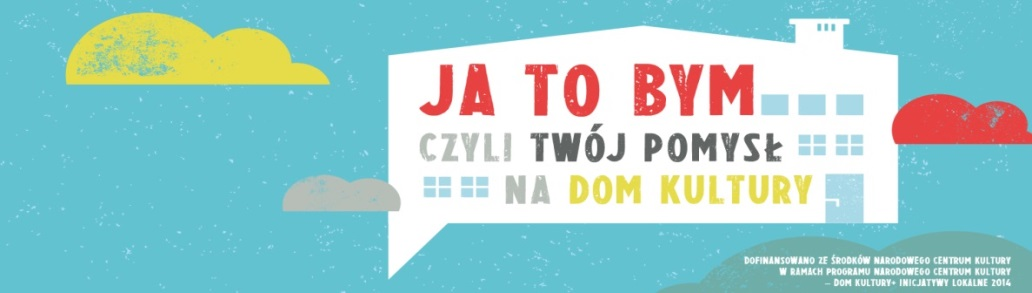 JA TO BYM
CZYLI TWÓJ POMYSŁ
NA DOM KULTURY
DOFINANSOWANO ZE ŚRODKÓW NARODOWEGO CENTRUM KULTURY
W RAMACH PROGRAMU NARODOWEGO CENTRUM KULTURY
– DOM KULTURY+ INICJATYWY LOKALNE 2014